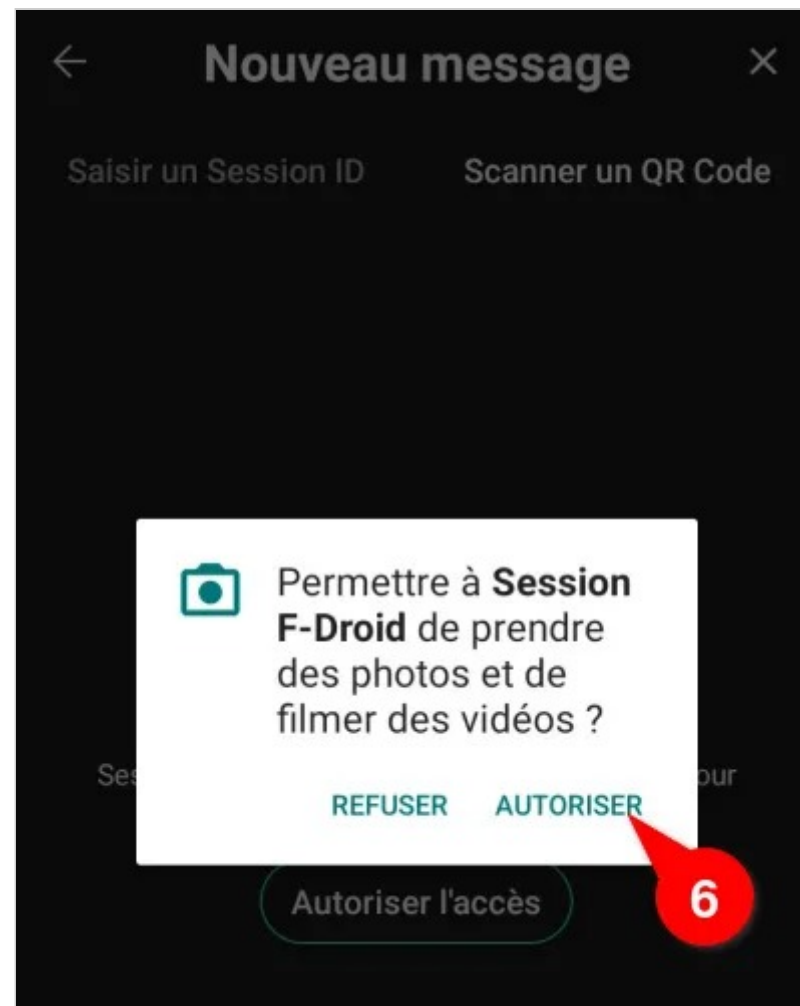 Nouveau message
Saisir un Session ID Scanner un QR Code
Permettre à Session
F-Droid de prendre
des photos et de
filmer des vidéos ?
REFUSER AUTORISER
6
Autoriser l'accès